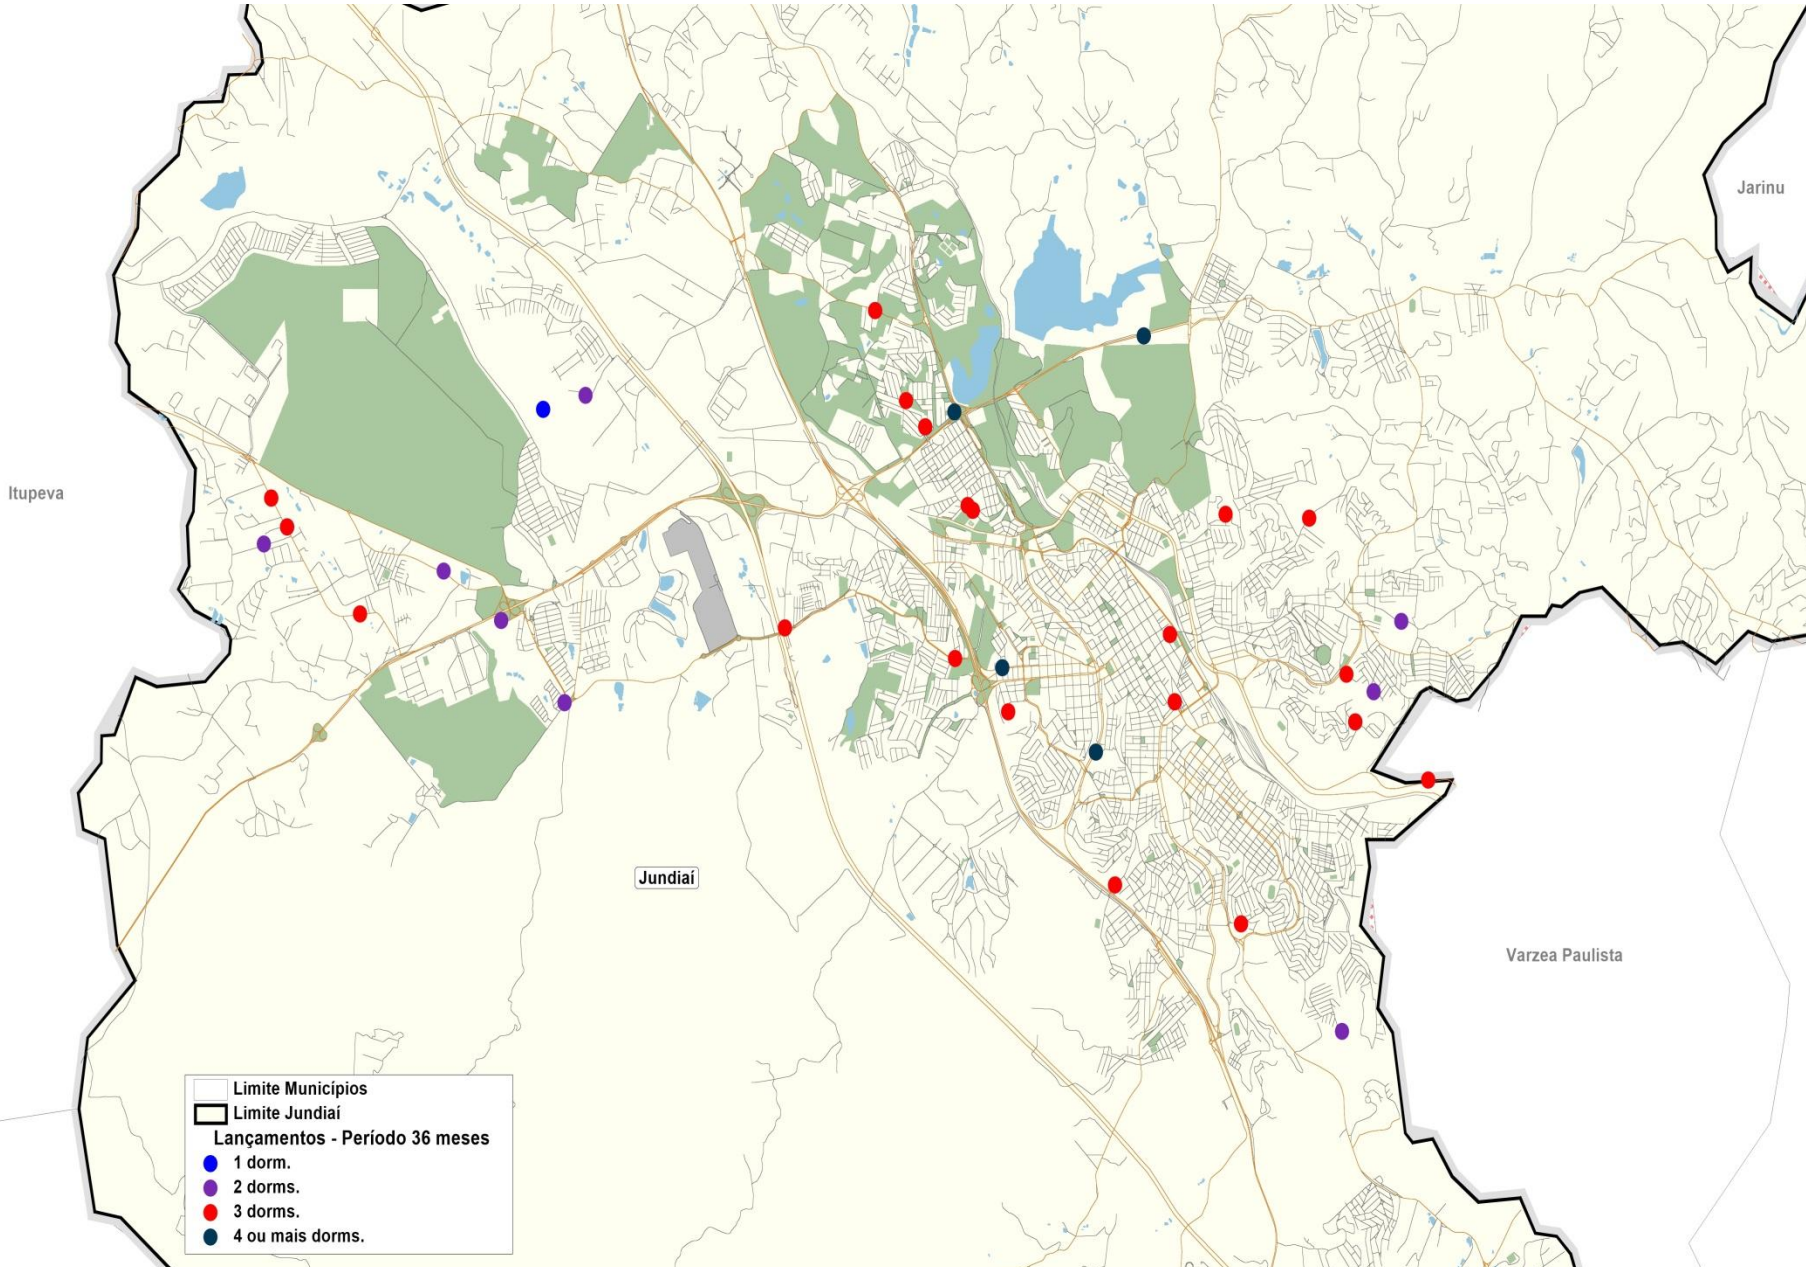 Jarinu
Itupeva
Jundiaí
Varzea Paulista
Limite Municípios
Limite Jundiaí
Lançamentos - Período 36 meses
1 dorm.
2 dorms.
3 dorms.
4 ou mais dorms.